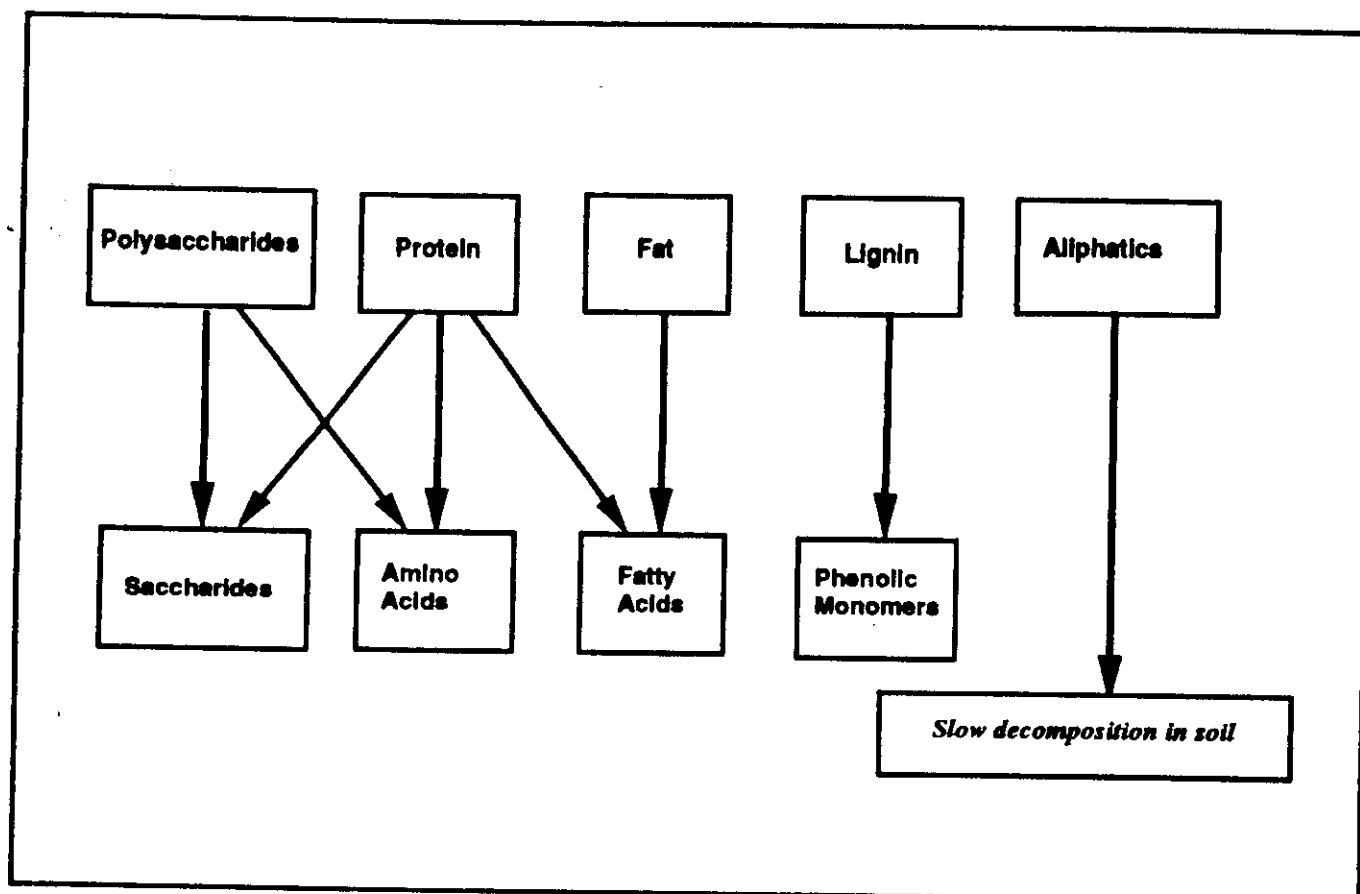 Polysaccharides
Protein
Fat
Lignin
Aliphatics
Saccharides
Amino
Acids
Fatty
Acids
Phenolic
Monomers
Slow decomposition in soil